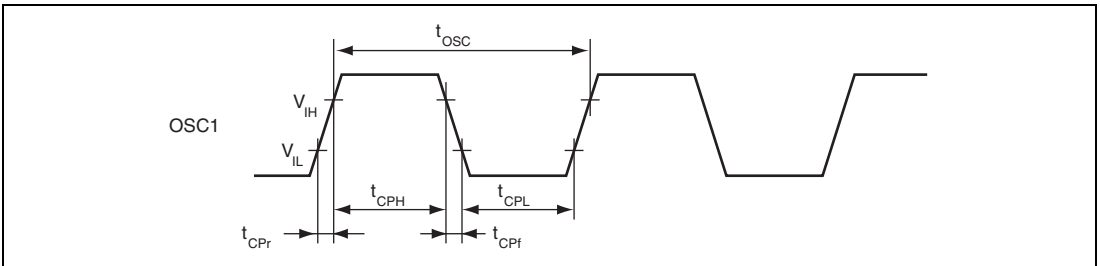 tOSC
VIH
OSC1
VIL
tCPH
tCPL
tCPr
tCPf